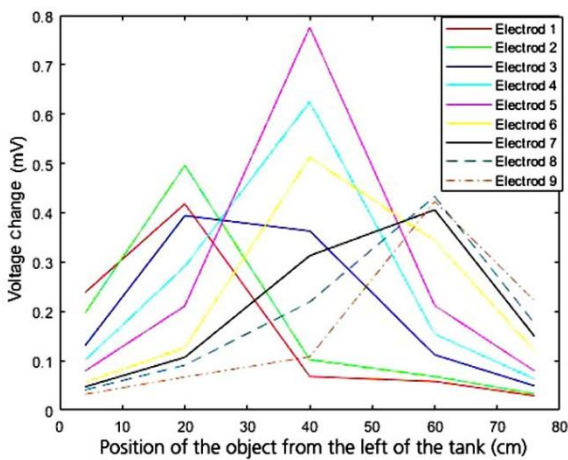 0.8
0.7
0.6
0.5
0.4
0.3
0.2
0.1
0
Voltage change (mV)
0 10 20 30 40 50 60 70 80
Position of the object from the left of the tank (cm)
Electrod 1
Electrod 2
Electrod 3
Electrod 4
Electrod 5
Electrod 6
Electrod 7
Electrod 8
Electrod 9